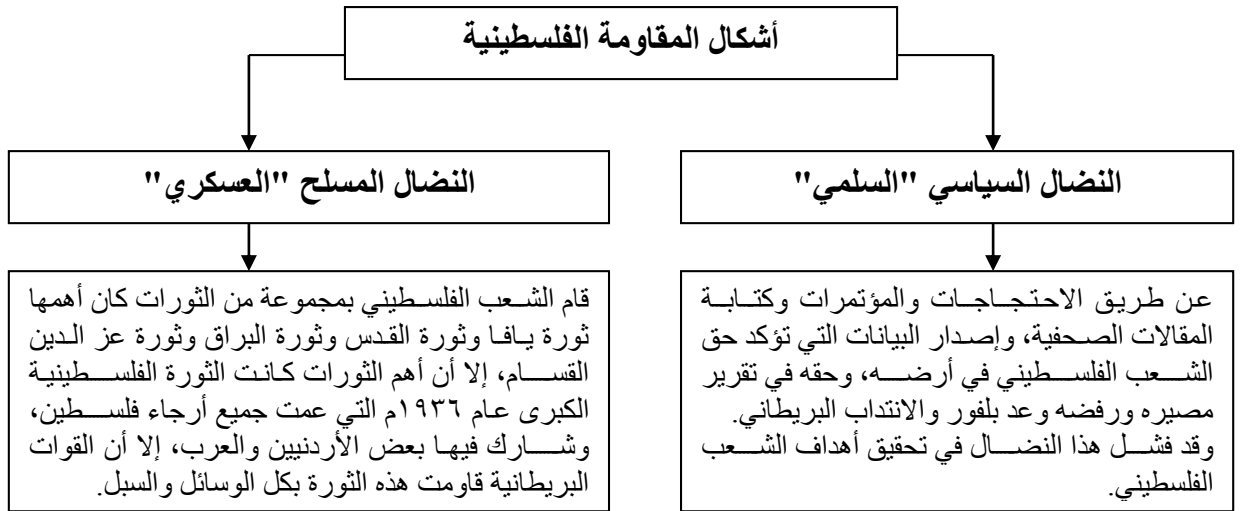 أشكال المقاومة الفلسطينية
النضال السياسي "السلمي"
عن طريق الاحتجاجات والمؤتمرات وكتابة
المقالات الصحفية، وإصدار البيانات التي تؤكد حق
الشعب الفلسطيني في أرضه، وحقه في تقرير
مصيره ورفضه وعد بلفور والانتداب البريطاني.
وقد فشل هذا النضال في تحقيق أهداف الشعب
الفلسطيني.
النضال المسلح "العسكري"
قام الشعب الفلسطيني بمجموعة من الثورات كان أهمها
ثورة يافا وثورة القدس وثورة البراق وثورة عز الدين
القسام، إلا أن أهم الثورات كانت الثورة الفلسطينية
الكبرى عام ١٩٣٦م التي عمت جميع أرجاء فلسطين،
وشارك فيها بعض الأردنيين والعرب، إلا أن القوات
البريطانية قاومت هذه الثورة بكل الوسائل والسبل.